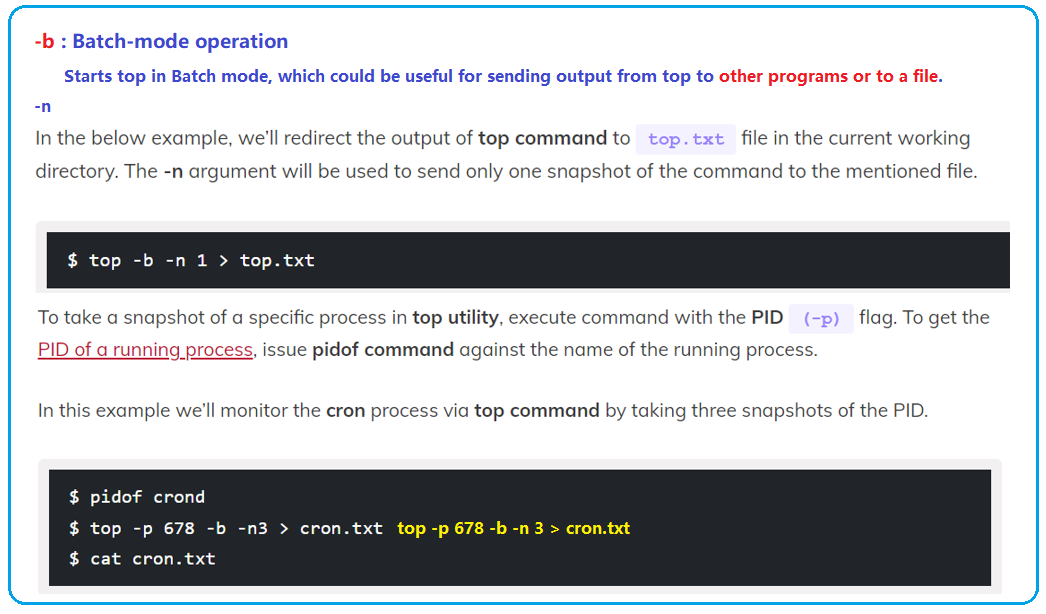 -b : Batch-mode operation
Starts top in Batch mode, which could be useful for sending output from top to other programs or to a file.
-n
In the below example, we’ll redirect the output of top command to top.txt file in the current working
directory. The -n argument will be used to send only one snapshot of the command to the mentioned file.
$ top -b -n 1 > top.txt
To take a snapshot of a specific process in top utility, execute command with the PID (-p) flag. To get the
PID of a running process, issue pidof command against the name of the running process.
In this example we’ll monitor the cron process via top command by taking three snapshots of the PID.
$ pidof crond
$ top -p 678 -b -n3 > cron.txt top -p 678 -b -n 3 > cron.txt
$ cat cron.txt